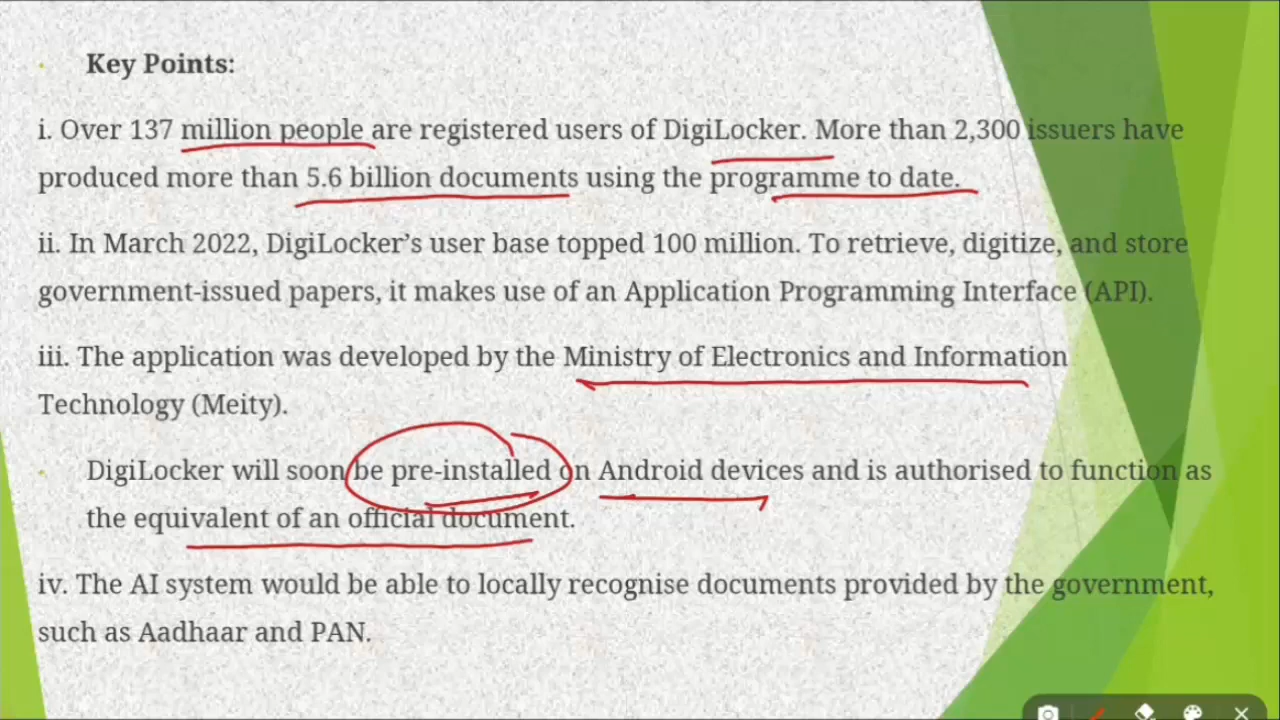 Key Points:
i. Over 137 million people are registered users of DigiLocker. More than 2,300 issuers have
produced more than 5.6 billion documents using the programme to date.
ii. In March 2022, DigiLocker’s user base topped 100 million. To retrieve, digitize, and store
government-issued papers, it makes use of an Application Programming Interface (API).
iii. The application was developed by the Ministry of Electronics and Information
Technology (Meity).
DigiLocker will soon be pre-installed on Android devices and is authorised to function as
the equivalent of an official document.
iv. The AI system would be able to locally recognise documents provided by the government,
such as Aadhaar and PAN.